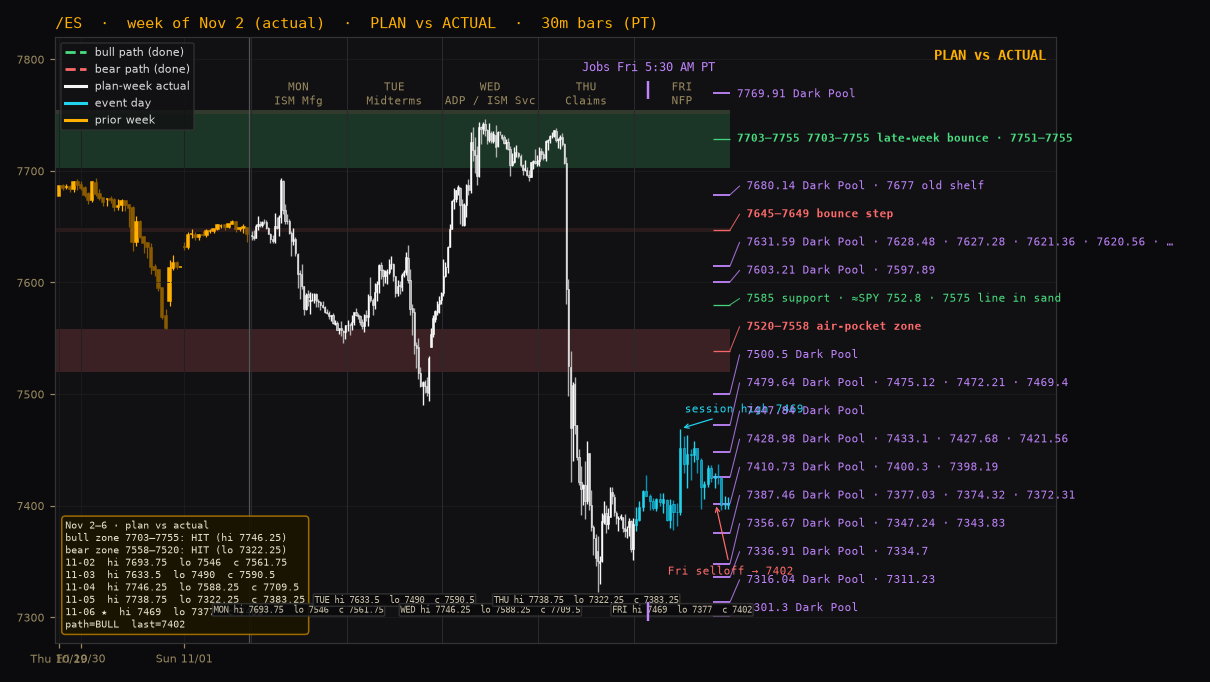 /ES · week of Nov 2 (actual) · PLAN vs ACTUAL · 30m bars (PT)
PLAN vs ACTUAL
bull path (done)
bear path (done)
plan-week actual
event day
prior week
Jobs Fri 5:30 AM PT
MON
ISM Mfg
TUE
Midterms
WED
ADP / ISM Svc
THU
Claims
FRI
NFP
7800
7700
7600
7500
7400
7300
7769.91 Dark Pool
7703–7755 7703–7755 late-week bounce · 7751–7755
7680.14 Dark Pool · 7677 old shelf
7645–7649 bounce step
7631.59 Dark Pool · 7628.48 · 7627.28 · 7621.36 · 7620.56 · …
7603.21 Dark Pool · 7597.89
7585 support · ≈SPY 752.8 · 7575 line in sand
7520–7558 air-pocket zone
7500.5 Dark Pool
7479.64 Dark Pool · 7475.12 · 7472.21 · 7469.4
session high 7469
Dark Pool
7428.98 Dark Pool · 7433.1 · 7427.68 · 7421.56
7410.73 Dark Pool · 7400.3 · 7398.19
7387.46 Dark Pool · 7377.03 · 7374.32 · 7372.31
7356.67 Dark Pool · 7347.24 · 7343.83
7336.91 Dark Pool · 7334.7
Fri selloff → 7402
7316.04 Dark Pool · 7311.23
7301.3 Dark Pool
Nov 2–6 · plan vs actual
bull zone 7703–7755: HIT (hi 7746.25)
bear zone 7558–7520: HIT (lo 7322.25)
11-02 hi 7693.75 lo 7546 c 7561.75
11-03 hi 7633.5 lo 7490 c 7590.5
11-04 hi 7746.25 lo 7588.25 c 7709.5
11-05 hi 7738.75 lo 7322.25 c 7383.25
11-06 ★ hi 7469 lo 7377
path=BULL last=7402
TUE hi 7633.5 lo 7490 c 7590.5
THU hi 7738.75 lo 7322.25 c 7383.25
MON hi 7693.75 lo 7546 c 7561.75
WED hi 7746.25 lo 7588.25 c 7709.5
FRI hi 7469 lo 7377 c 7402
Thu 10/29
10/30
Sun 11/01